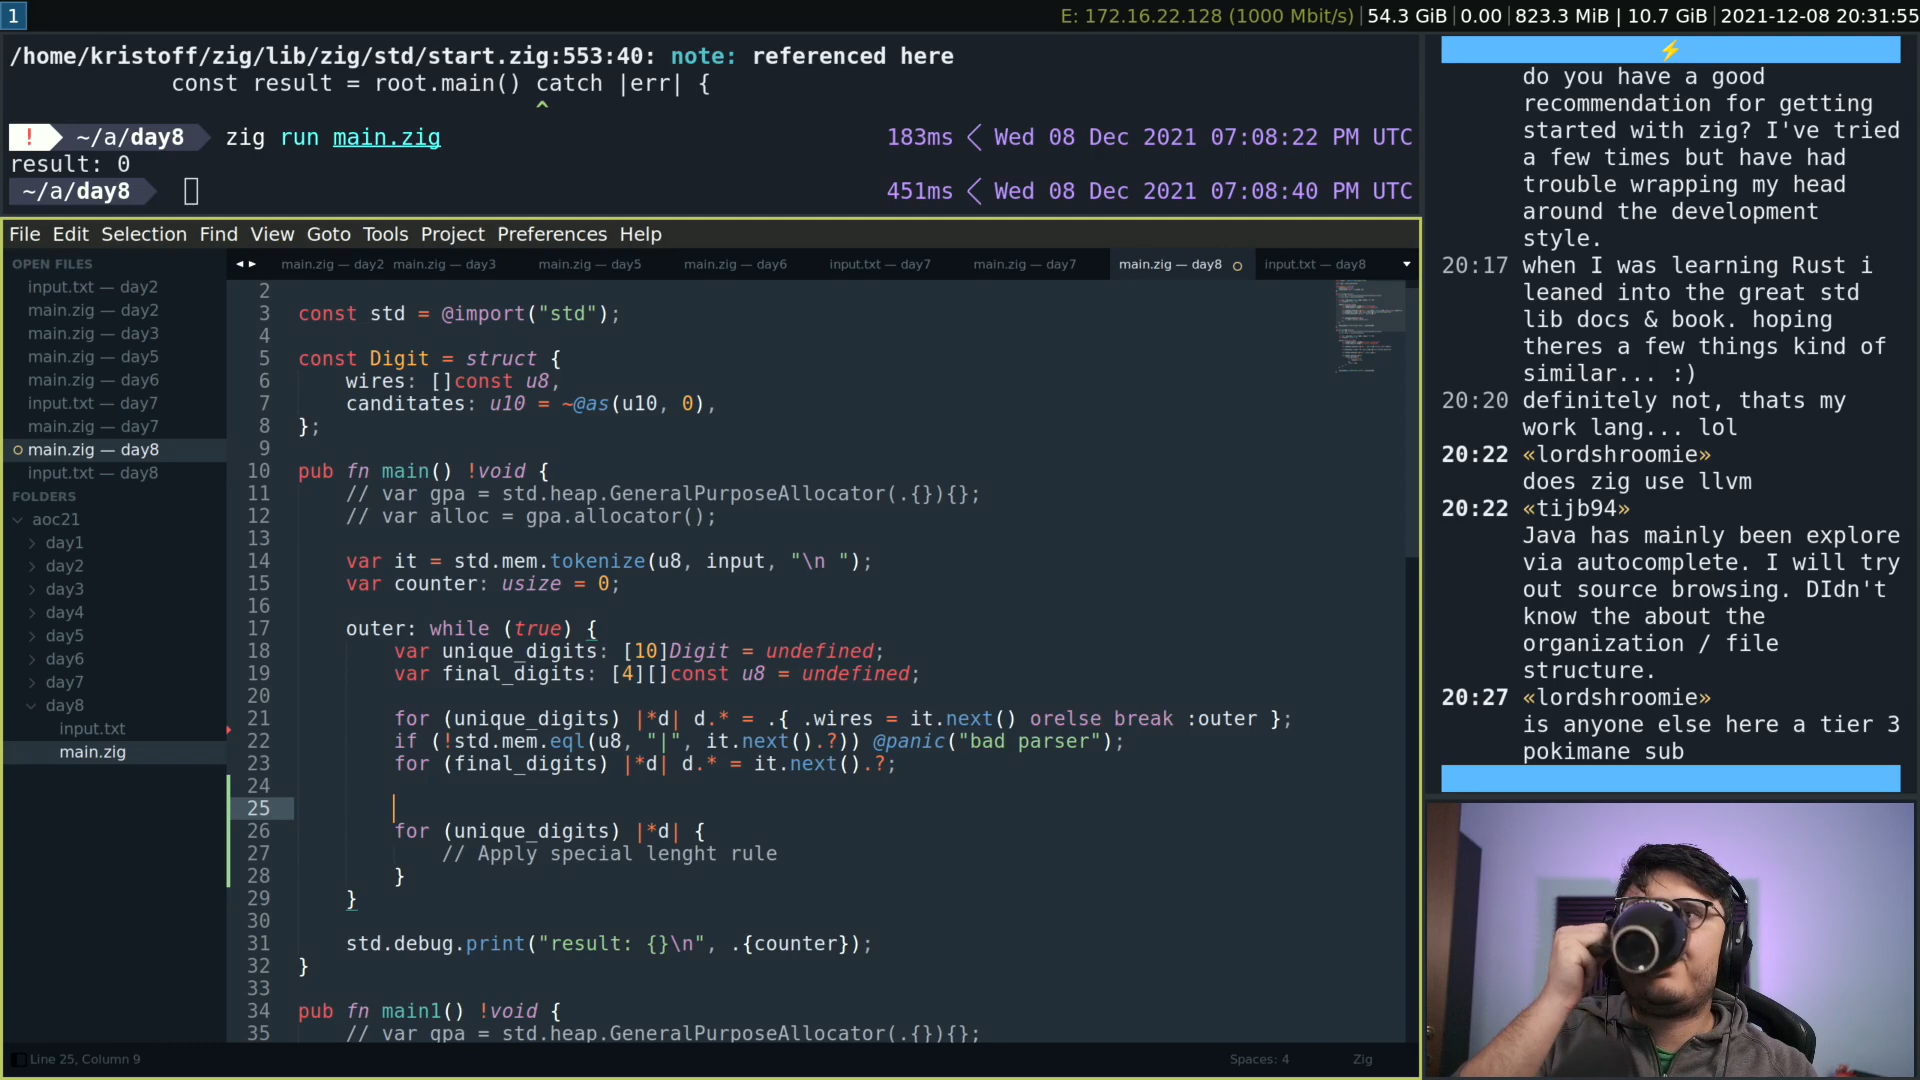 1
E: 172.16.22.128 (1000 Mbit/s) | 54.3 GiB | 0.00 | 823.3 MiB | 10.7 GiB | 2021-12-08 20:31:55
/home/kristoff/zig/lib/zig/std/start.zig:553:40: note: referenced here
const result = root.main() catch |err| {
^
! ~/a/day8 zig run main.zig 183ms Wed 08 Dec 2021 07:08:22 PM UTC
result: 0
~/a/day8 451ms Wed 08 Dec 2021 07:08:40 PM UTC
File Edit Selection Find View Goto Tools Project Preferences Help
OPEN FILES
input.txt — day2
main.zig — day2
main.zig — day3
main.zig — day5
main.zig — day6
input.txt — day7
main.zig — day7
main.zig — day8
input.txt — day8
FOLDERS
aoc21
day1
day2
day3
day4
day5
day6
day7
day8
input.txt
main.zig
main.zig — day2 main.zig — day3 main.zig — day5 main.zig — day6 input.txt — day7 main.zig — day7 main.zig — day8 input.txt — day8
2
3 const std = @import("std");
4
5 const Digit = struct {
6 wires: []const u8,
7 canditates: u10 = ~@as(u10, 0),
8 };
9
10 pub fn main() !void {
11 // var gpa = std.heap.GeneralPurposeAllocator(.{}){};
12 // var alloc = gpa.allocator();
13
14 var it = std.mem.tokenize(u8, input, "\n ");
15 var counter: usize = 0;
16
17 outer: while (true) {
18 var unique_digits: [10]Digit = undefined;
19 var final_digits: [4][]const u8 = undefined;
20
21 for (unique_digits) |*d| d.* = .{ .wires = it.next() orelse break :outer };
22 if (!std.mem.eql(u8, "|", it.next().?)) @panic("bad parser");
23 for (final_digits) |*d| d.* = it.next().?;
24
25
26 for (unique_digits) |*d| {
27 // Apply special lenght rule
28 }
29 }
30
31 std.debug.print("result: {}\n", .{counter});
32 }
33
34 pub fn main1() !void {
35 // var gpa = std.heap.GeneralPurposeAllocator(.{}){};
Line 25, Column 9
Spaces: 4
Zig
do you have a good
recommendation for getting
started with zig? I've tried
a few times but have had
trouble wrapping my head
around the development
style.
20:17 when I was learning Rust i
leaned into the great std
lib docs & book. hoping
theres a few things kind of
similar... :)
20:20 definitely not, thats my
work lang... lol
20:22 «lordshroomie»
does zig use llvm
20:22 «tijb94»
Java has mainly been explore
via autocomplete. I will try
out source browsing. DIdn't
know the about the
organization / file
structure.
20:27 «lordshroomie»
is anyone else here a tier 3
pokimane sub